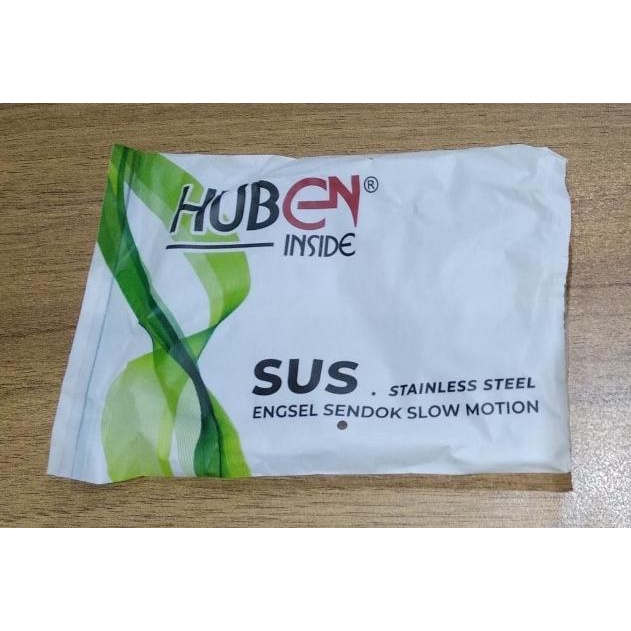 HUBEN®
INSIDE
SUS . STAINLESS STEEL
ENGSEL SENDOK SLOW MOTION